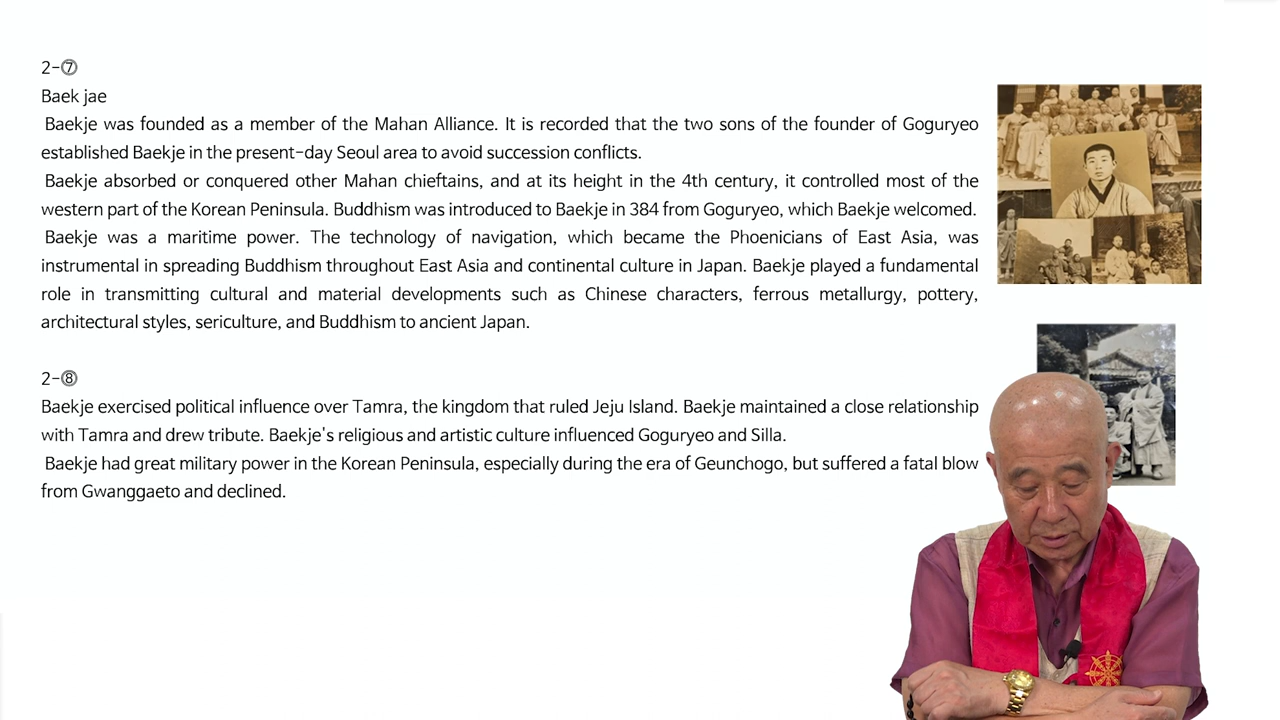 2-⑦
Baek jae
Baekje was founded as a member of the Mahan Alliance. It is recorded that the two sons of the founder of Goguryeo
established Baekje in the present-day Seoul area to avoid succession conflicts.
Baekje absorbed or conquered other Mahan chieftains, and at its height in the 4th century, it controlled most of the
western part of the Korean Peninsula. Buddhism was introduced to Baekje in 384 from Goguryeo, which Baekje welcomed.
Baekje was a maritime power. The technology of navigation, which became the Phoenicians of East Asia, was
instrumental in spreading Buddhism throughout East Asia and continental culture in Japan. Baekje played a fundamental
role in transmitting cultural and material developments such as Chinese characters, ferrous metallurgy, pottery,
architectural styles, sericulture, and Buddhism to ancient Japan.
2-⑧
Baekje exercised political influence over Tamra, the kingdom that ruled Jeju Island. Baekje maintained a close relationship
with Tamra and drew tribute. Baekje's religious and artistic culture influenced Goguryeo and Silla.
Baekje had great military power in the Korean Peninsula, especially during the era of Geunchogo, but suffered a fatal blow
from Gwanggaeto and declined.